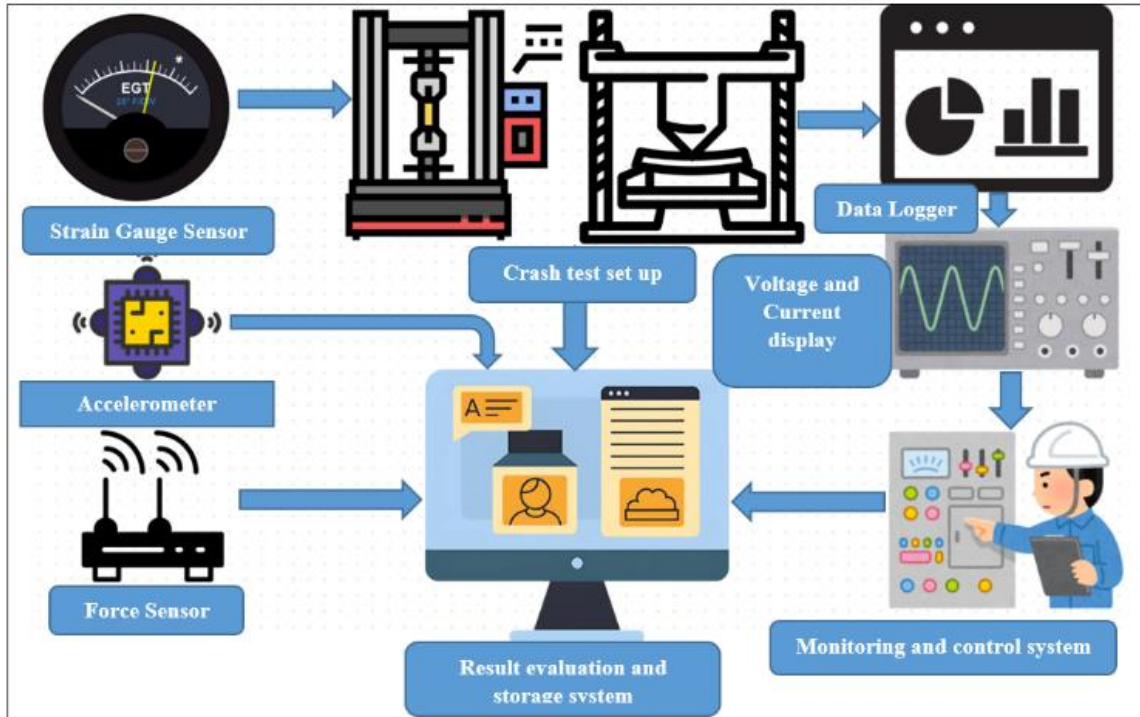 EGT
Strain Gauge Sensor
Crash test set up
Data Logger
Voltage and
Current
display
Accelerometer
A
Force Sensor
Monitoring and control system
Result evaluation and
storage system